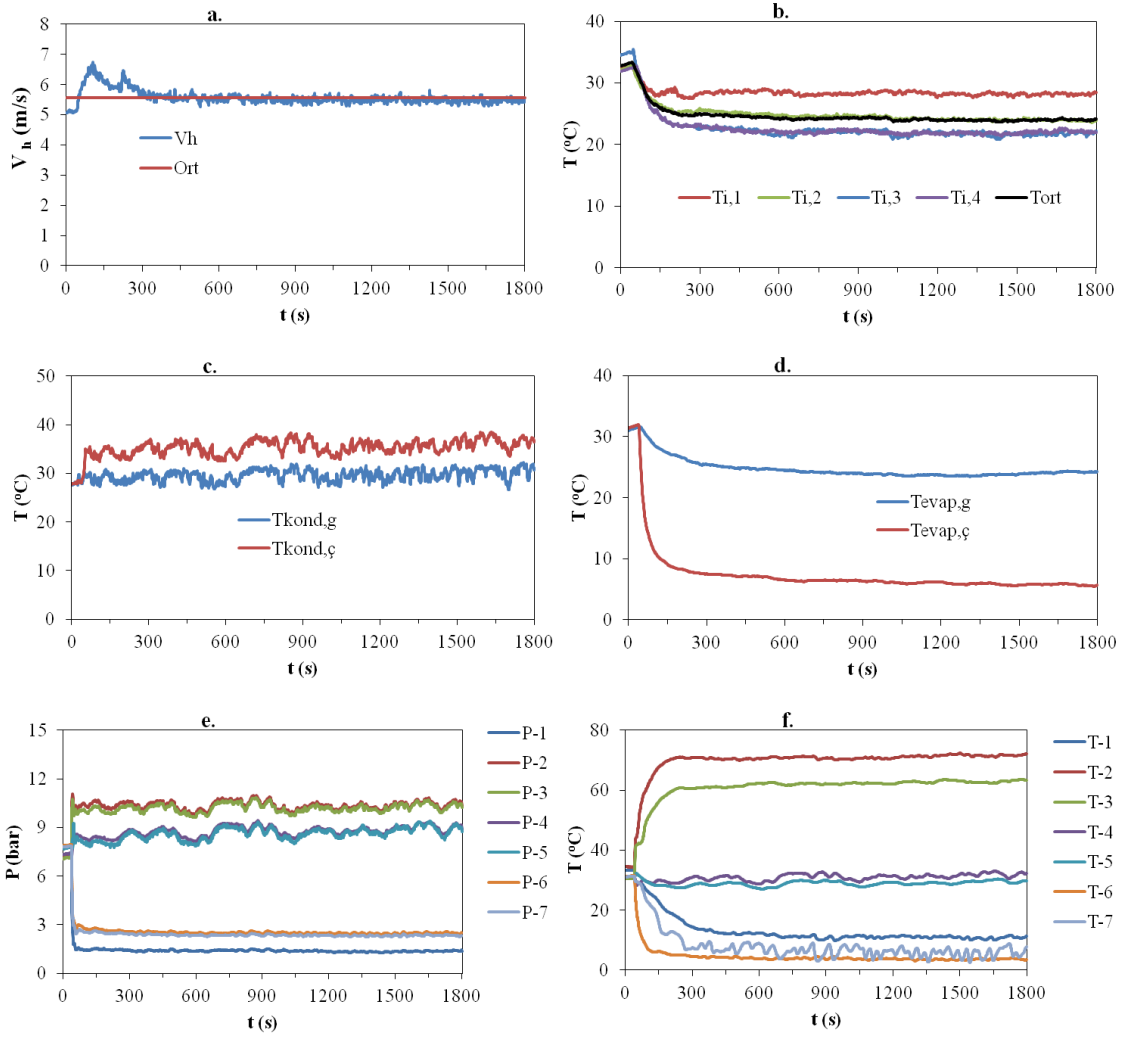 a.
8
7
6
5
4
3
2
1
0
V h (m/s)
Vh
Ort
0 300 600 900 1200 1500 1800
t (s)
b.
40
30
20
10
0
T (oC)
Ti,1 Ti,2 Ti,3 Ti,4 Tort
0 300 600 900 1200 1500 1800
t (s)
c.
50
40
30
20
10
0
T (oC)
Tkond,g
Tkond,ç
0 300 600 900 1200 1500 1800
t (s)
d.
40
30
20
10
0
T (oC)
Tevap,g
Tevap,ç
0 300 600 900 1200 1500 1800
t (s)
e.
15
12
9
6
3
0
P (bar)
P-1
P-2
P-3
P-4
P-5
P-6
P-7
0 300 600 900 1200 1500 1800
t (s)
f.
80
60
40
20
0
T (oC)
T-1
T-2
T-3
T-4
T-5
T-6
T-7
0 300 600 900 1200 1500 1800
t (s)